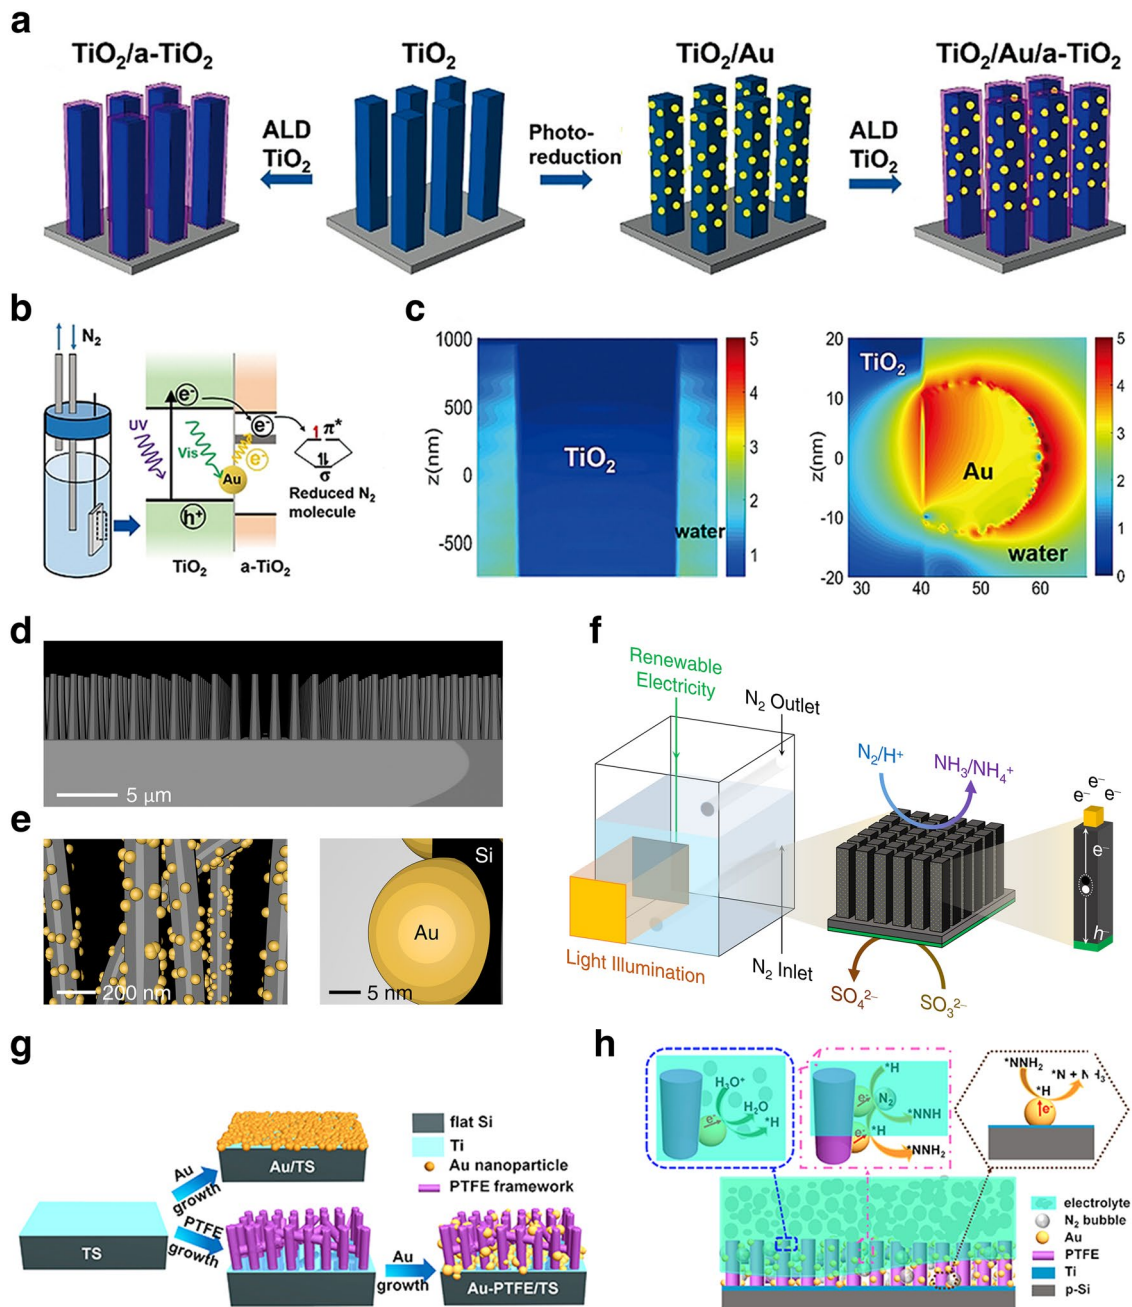 a
TiO₂/a-TiO₂
TiO₂
TiO₂/Au
TiO₂/Au/a-TiO₂
ALD
TiO₂
Photo-
reduction
ALD
TiO₂
b
N₂
UV
Vis
e⁻
e⁻
e⁻
Au
h⁺
π*
σ
Reduced N₂
molecule
TiO₂
a-TiO₂
c
z(nm)
1000
500
0
-500
TiO₂
water
5
4
3
2
1
z(nm)
20
10
0
-10
-20
TiO₂
Au
water
30
40
50
60
5
4
3
2
1
0
d
5 μm
e
200 nm
Si
Au
5 nm
f
Renewable
Electricity
N₂ Outlet
N₂ Inlet
Light Illumination
N₂/H⁺
NH₃/NH₄⁺
SO₄²⁻
SO₃²⁻
e⁻
e⁻
e⁻
e⁻
h⁻
g
flat Si
Ti
Au nanoparticle
PTFE framework
Au/TS
Au
growth
TS
PTFE
growth
Au
growth
Au-PTFE/TS
h
H₃O⁺
H₂O
*H
e⁻
*H
N₂
e⁻
*NNH
*H
e⁻
*NNH₂
*NNH₂
*N + NH₃
*H
e⁻
electrolyte
N₂ bubble
Au
PTFE
Ti
p-Si